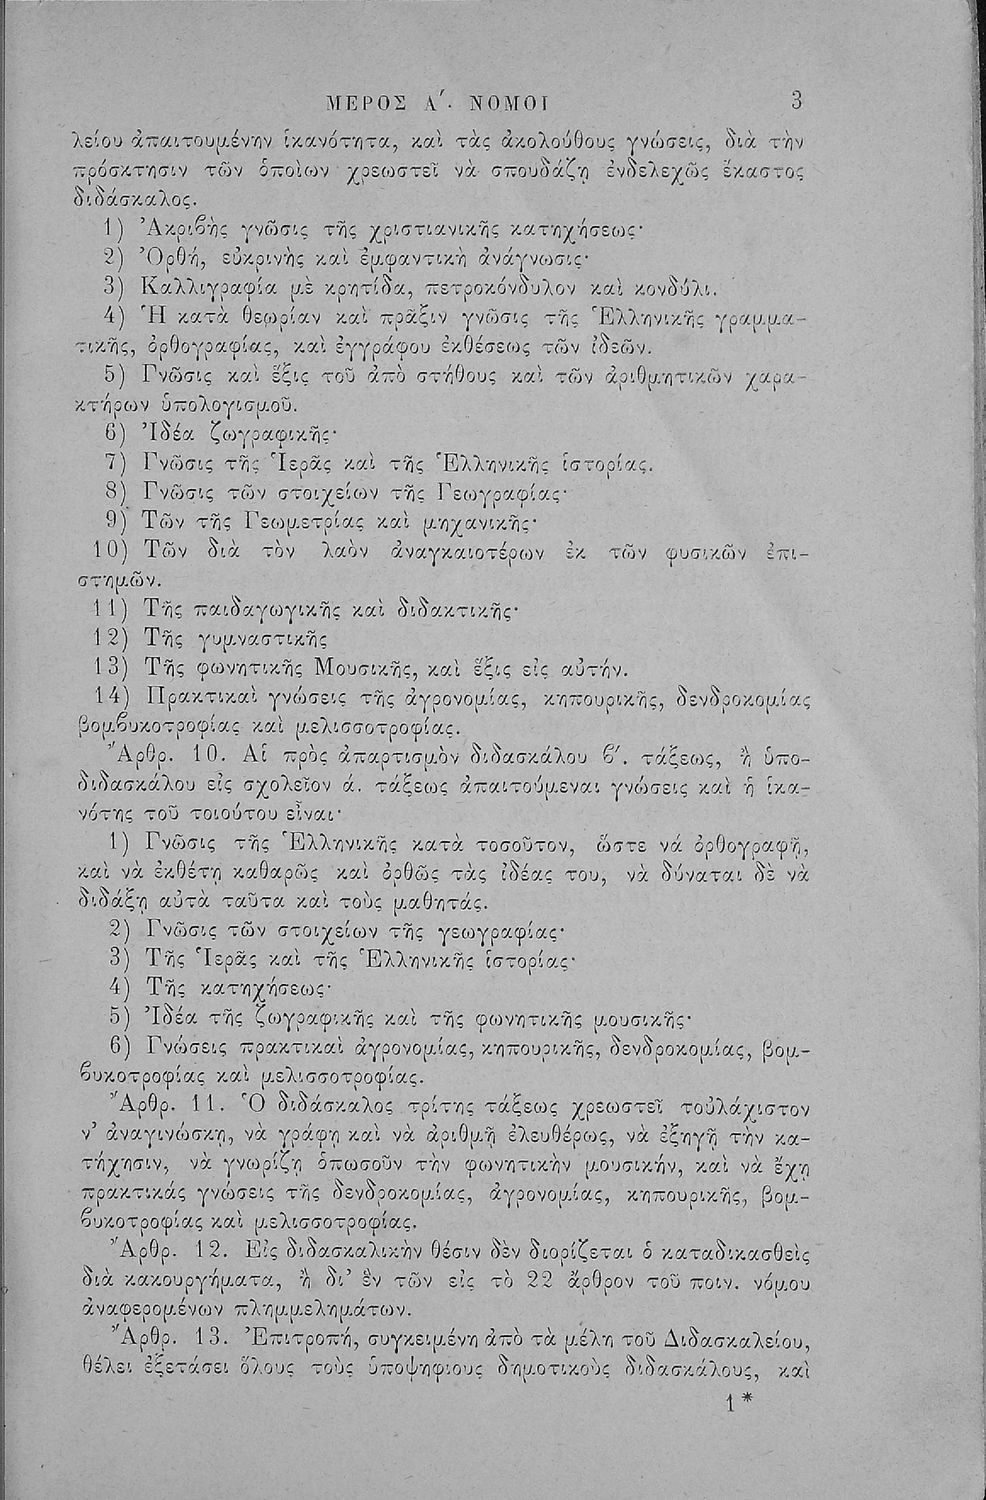 ΜΕΡΟΣ Α΄. ΝΟΜΟΙ 3
λείου ἀπαιτουμένην ἱκανότητα, καὶ τὰς ἀκολούθους γνώσεις, διὰ τὴν
πρόσκτησιν τῶν ὁποίων χρεωστεῖ νὰ σπουδάζῃ ἐνδελεχῶς ἕκαστος
διδάσκαλος.
1) Ἀκριβὴς γνῶσις τῆς χριστιανικῆς κατηχήσεως·
2) Ὀρθή, εὐκρινὴς καὶ ἐμφαντικὴ ἀνάγνωσις·
3) Καλλιγραφία μὲ κρητίδα, πετροκόνδυλον καὶ κονδύλι.
4) Ἡ κατὰ θεωρίαν καὶ πρᾶξιν γνῶσις τῆς Ἑλληνικῆς γραμμα-
τικῆς, ὀρθογραφίας, καὶ ἐγγράφου ἐκθέσεως τῶν ἰδεῶν.
5) Γνῶσις καὶ ἕξις τοῦ ἀπὸ στήθους καὶ τῶν ἀριθμητικῶν χαρα-
κτήρων ὑπολογισμοῦ.
6) Ἰδέα ζωγραφικῆς·
7) Γνῶσις τῆς Ἱερᾶς καὶ τῆς Ἑλληνικῆς ἱστορίας.
8) Γνῶσις τῶν στοιχείων τῆς Γεωγραφίας·
9) Τῶν τῆς Γεωμετρίας καὶ μηχανικῆς·
10) Τῶν διὰ τὸν λαὸν ἀναγκαιοτέρων ἐκ τῶν φυσικῶν ἐπι-
στημῶν.
11) Τῆς παιδαγωγικῆς καὶ διδακτικῆς·
12) Τῆς γυμναστικῆς
13) Τῆς φωνητικῆς Μουσικῆς, καὶ ἕξις εἰς αὐτήν.
14) Πρακτικαὶ γνώσεις τῆς ἀγρονομίας, κηπουρικῆς, δενδροκομίας
βομβυκοτροφίας καὶ μελισσοτροφίας.
Ἄρθρ. 10. Αἱ πρὸς ἀπαρτισμὸν διδασκάλου β΄. τάξεως, ἢ ὑπο-
διδασκάλου εἰς σχολεῖον ά. τάξεως ἀπαιτούμεναι γνώσεις καὶ ἡ ἱκα-
νότης τοῦ τοιούτου εἶναι·
1) Γνῶσις τῆς Ἑλληνικῆς κατὰ τοσοῦτον, ὥστε νά ὀρθογραφῇ,
καὶ νὰ ἐκθέτῃ καθαρῶς καὶ ὀρθῶς τὰς ἰδέας του, νὰ δύναται δὲ νὰ
διδάξῃ αὐτὰ ταῦτα καὶ τοὺς μαθητάς.
2) Γνῶσις τῶν στοιχείων τῆς γεωγραφίας·
3) Τῆς Ἱερᾶς καὶ τῆς Ἑλληνικῆς ἱστορίας·
4) Τῆς κατηχήσεως·
5) Ἰδέα τῆς ζωγραφικῆς καὶ τῆς φωνητικῆς μουσικῆς·
6) Γνώσεις πρακτικαὶ ἀγρονομίας, κηπουρικῆς, δενδροκομίας, βομ-
βυκοτροφίας καὶ μελισσοτροφίας.
Ἄρθρ. 11. Ὁ διδάσκαλος τρίτης τάξεως χρεωστεῖ τοὐλάχιστον
ν' ἀναγινώσκῃ, νὰ γράφῃ καὶ νὰ ἀριθμῇ ἐλευθέρως, νὰ ἐξηγῇ τὴν κα-
τήχησιν, νὰ γνωρίζῃ ὁπωσοῦν τὴν φωνητικὴν μουσικήν, καὶ νὰ ἔχῃ
πρακτικάς γνώσεις τῆς δενδροκομίας, ἀγρονομίας, κηπουρικῆς, βομ-
βυκοτροφίας καὶ μελισσοτροφίας.
Ἄρθρ. 12. Εἰς διδασκαλικὴν θέσιν δὲν διορίζεται ὁ καταδικασθεὶς
διὰ κακουργήματα, ἢ δι' ἓν τῶν εἰς τὸ 22 ἄρθρον τοῦ ποιν. νόμου
ἀναφερομένων πλημμελημάτων.
Ἄρθρ. 13. Ἐπιτροπή, συγκειμένη ἀπὸ τὰ μέλη τοῦ Διδασκαλείου,
θέλει ἐξετάσει ὅλους τοὺς ὑποψηφίους δημοτικοὺς διδασκάλους, καὶ
1*